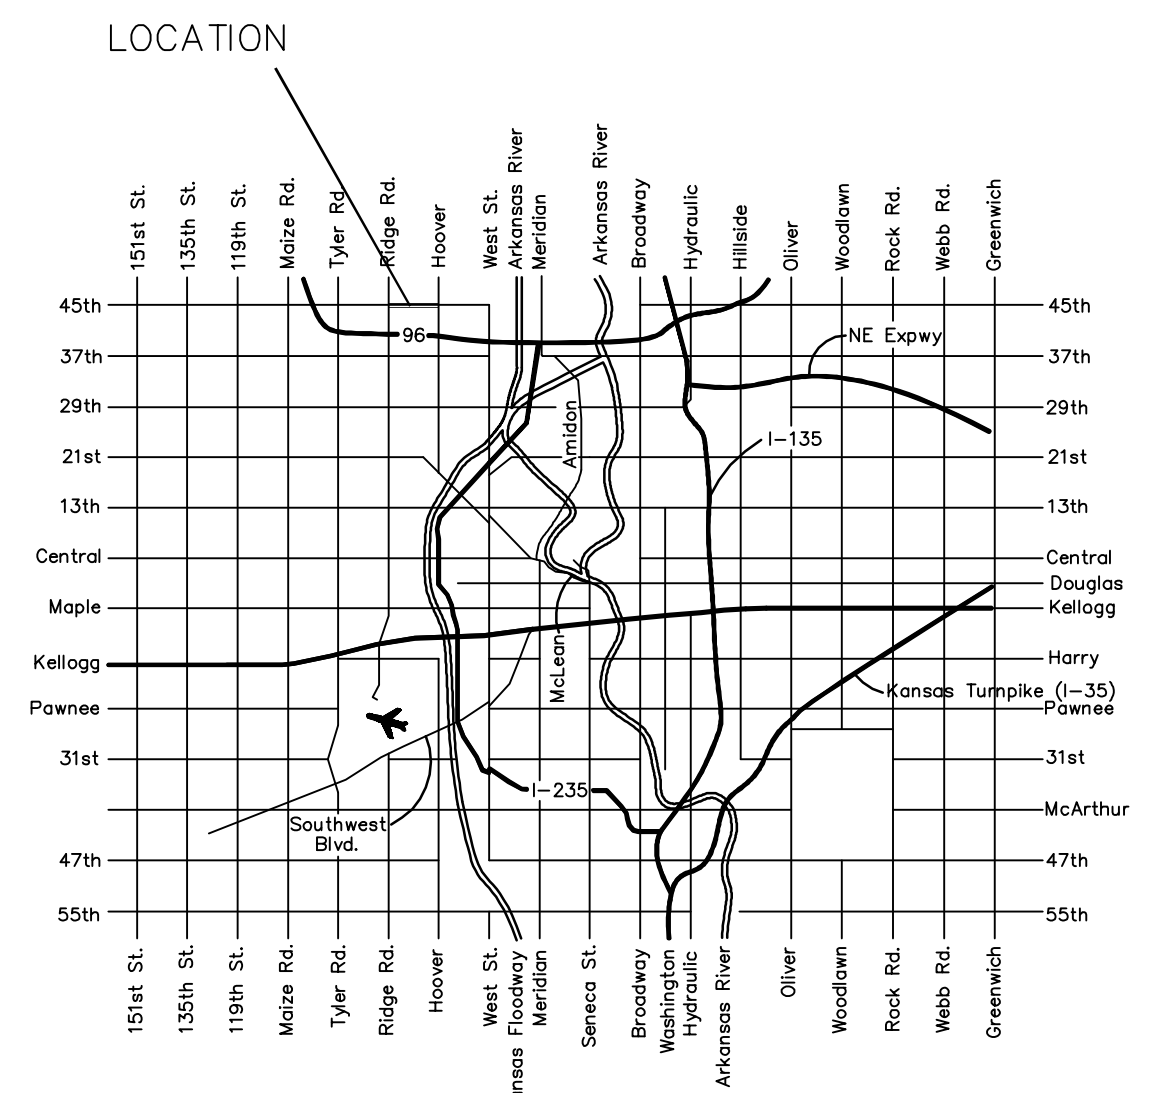 LOCATION
151st St.
135th St.
119th St.
Maize Rd.
Tyler Rd.
Ridge Rd.
Hoover
West St.
Arkansas River
Meridian
Arkansas River
Broadway
Hydraulic
Hillside
Oliver
Woodlawn
Rock Rd.
Webb Rd.
Greenwich
45th
45th
96
NE Expwy
37th
37th
29th
29th
Amidon
I-135
21st
21st
13th
13th
Central
Central
Douglas
Maple
Kellogg
McLean
Kellogg
Harry
Kansas Turnpike (I-35)
Pawnee
Pawnee
31st
31st
I-235
McArthur
Southwest
Blvd.
47th
47th
55th
55th
151st St.
135th St.
119th St.
Maize Rd.
Tyler Rd.
Ridge Rd.
Hoover
West St.
nsas Floodway
Meridian
Seneca St.
Broadway
Washington
Hydraulic
Arkansas River
Oliver
Woodlawn
Rock Rd.
Webb Rd.
Greenwich